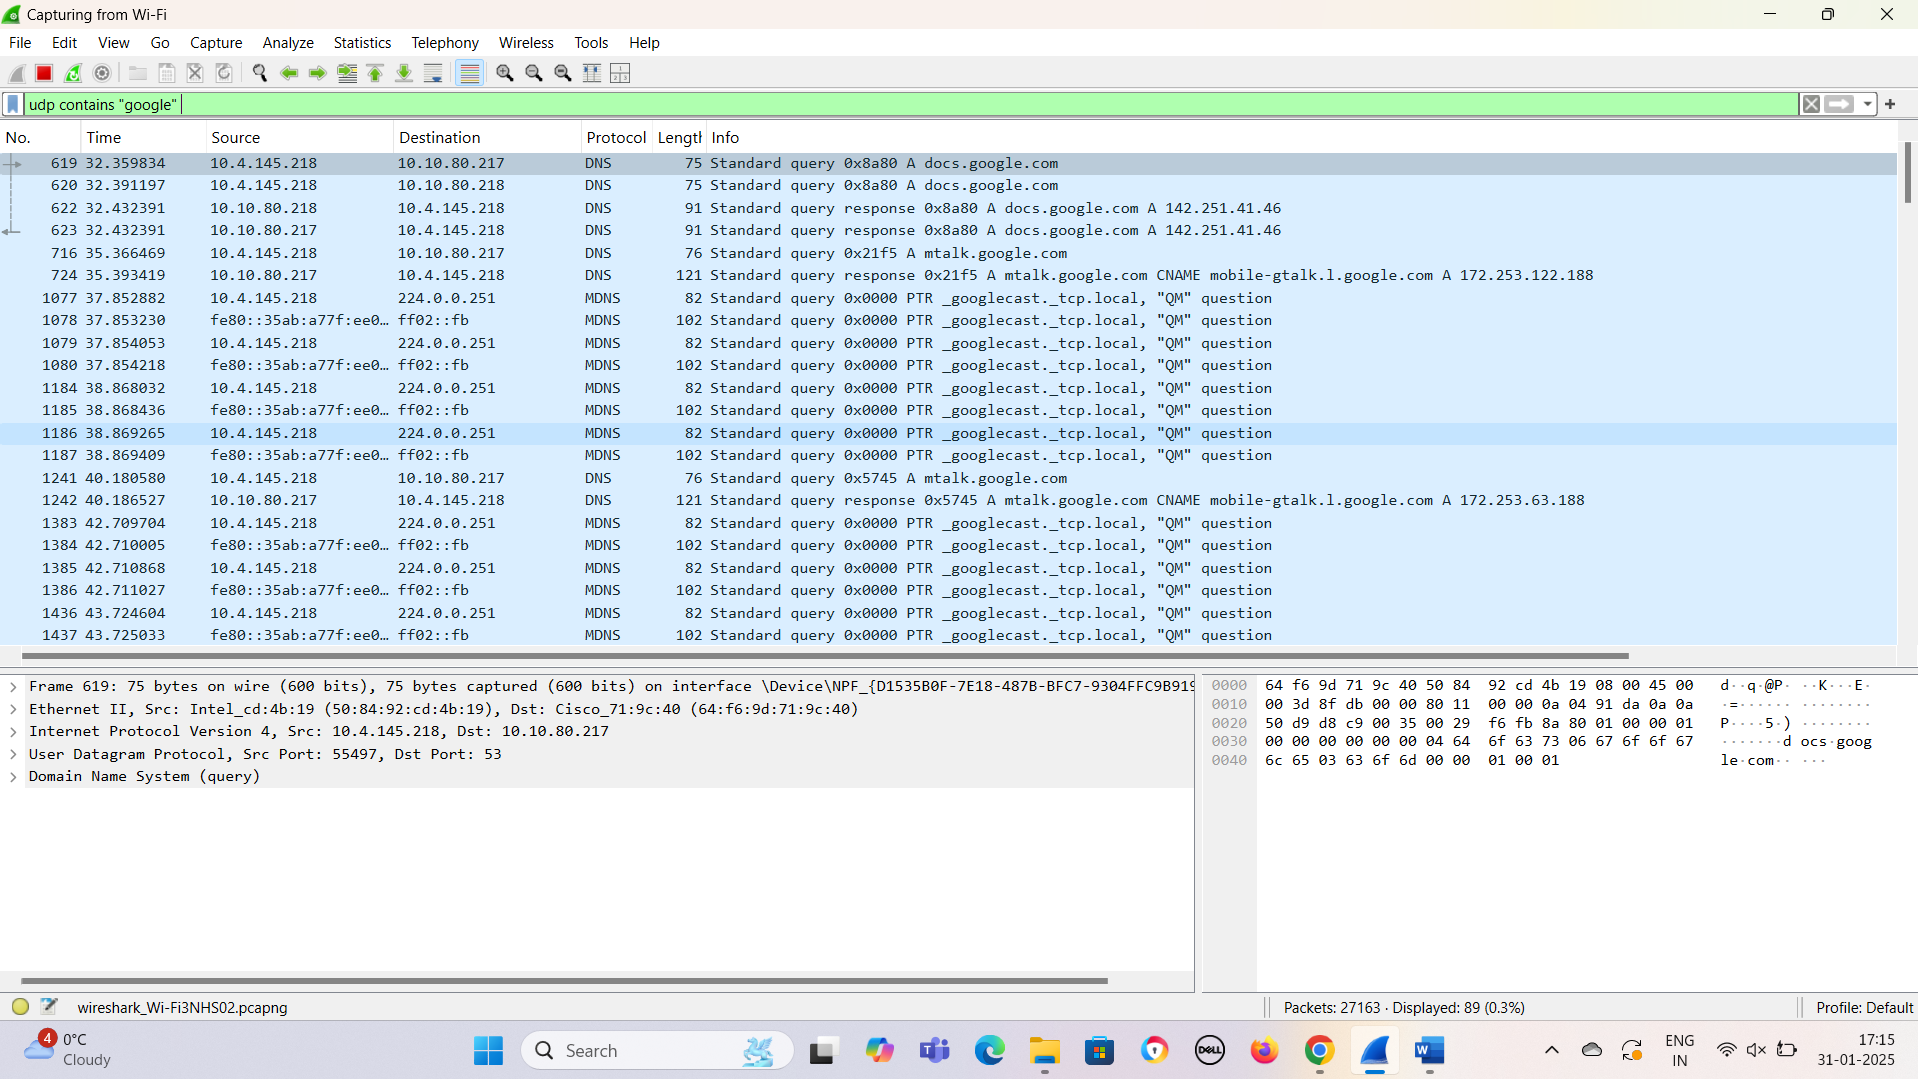 Capturing from Wi-Fi
File Edit View Go Capture Analyze Statistics Telephony Wireless Tools Help
udp contains "google"
No. Time Source Destination Protocol Length Info
619 32.359834 10.4.145.218 10.10.80.217 DNS 75 Standard query 0x8a80 A docs.google.com
620 32.391197 10.4.145.218 10.10.80.218 DNS 75 Standard query 0x8a80 A docs.google.com
622 32.432391 10.10.80.218 10.4.145.218 DNS 91 Standard query response 0x8a80 A docs.google.com A 142.251.41.46
623 32.432391 10.10.80.217 10.4.145.218 DNS 91 Standard query response 0x8a80 A docs.google.com A 142.251.41.46
716 35.366469 10.4.145.218 10.10.80.217 DNS 76 Standard query 0x21f5 A mtalk.google.com
724 35.393419 10.10.80.217 10.4.145.218 DNS 121 Standard query response 0x21f5 A mtalk.google.com CNAME mobile-gtalk.l.google.com A 172.253.122.188
1077 37.852882 10.4.145.218 224.0.0.251 MDNS 82 Standard query 0x0000 PTR _googlecast._tcp.local, "QM" question
1078 37.853230 fe80::35ab:a77f:ee0… ff02::fb MDNS 102 Standard query 0x0000 PTR _googlecast._tcp.local, "QM" question
1079 37.854053 10.4.145.218 224.0.0.251 MDNS 82 Standard query 0x0000 PTR _googlecast._tcp.local, "QM" question
1080 37.854218 fe80::35ab:a77f:ee0… ff02::fb MDNS 102 Standard query 0x0000 PTR _googlecast._tcp.local, "QM" question
1184 38.868032 10.4.145.218 224.0.0.251 MDNS 82 Standard query 0x0000 PTR _googlecast._tcp.local, "QM" question
1185 38.868436 fe80::35ab:a77f:ee0… ff02::fb MDNS 102 Standard query 0x0000 PTR _googlecast._tcp.local, "QM" question
1186 38.869265 10.4.145.218 224.0.0.251 MDNS 82 Standard query 0x0000 PTR _googlecast._tcp.local, "QM" question
1187 38.869409 fe80::35ab:a77f:ee0… ff02::fb MDNS 102 Standard query 0x0000 PTR _googlecast._tcp.local, "QM" question
1241 40.180580 10.4.145.218 10.10.80.217 DNS 76 Standard query 0x5745 A mtalk.google.com
1242 40.186527 10.10.80.217 10.4.145.218 DNS 121 Standard query response 0x5745 A mtalk.google.com CNAME mobile-gtalk.l.google.com A 172.253.63.188
1383 42.709704 10.4.145.218 224.0.0.251 MDNS 82 Standard query 0x0000 PTR _googlecast._tcp.local, "QM" question
1384 42.710005 fe80::35ab:a77f:ee0… ff02::fb MDNS 102 Standard query 0x0000 PTR _googlecast._tcp.local, "QM" question
1385 42.710868 10.4.145.218 224.0.0.251 MDNS 82 Standard query 0x0000 PTR _googlecast._tcp.local, "QM" question
1386 42.711027 fe80::35ab:a77f:ee0… ff02::fb MDNS 102 Standard query 0x0000 PTR _googlecast._tcp.local, "QM" question
1436 43.724604 10.4.145.218 224.0.0.251 MDNS 82 Standard query 0x0000 PTR _googlecast._tcp.local, "QM" question
1437 43.725033 fe80::35ab:a77f:ee0… ff02::fb MDNS 102 Standard query 0x0000 PTR _googlecast._tcp.local, "QM" question
Frame 619: 75 bytes on wire (600 bits), 75 bytes captured (600 bits) on interface \Device\NPF_{D1535B0F-7E18-487B-BFC7-9304FFC9B919
Ethernet II, Src: Intel_cd:4b:19 (50:84:92:cd:4b:19), Dst: Cisco_71:9c:40 (64:f6:9d:71:9c:40)
Internet Protocol Version 4, Src: 10.4.145.218, Dst: 10.10.80.217
User Datagram Protocol, Src Port: 55497, Dst Port: 53
Domain Name System (query)
0000 64 f6 9d 71 9c 40 50 84 92 cd 4b 19 08 00 45 00 d··q·@P· ··K···E·
0010 00 3d 8f db 00 00 80 11 00 00 0a 04 91 da 0a 0a ·=······ ········
0020 50 d9 d8 c9 00 35 00 29 f6 fb 8a 80 01 00 00 01 P····5·) ········
0030 00 00 00 00 00 00 04 64 6f 63 73 06 67 6f 6f 67 ·······d ocs·goog
0040 6c 65 03 63 6f 6d 00 00 01 00 01 le·com·· ···
wireshark_Wi-Fi3NHS02.pcapng
Packets: 27163 · Displayed: 89 (0.3%)
Profile: Default
4
0°C
Cloudy
Search
DELL
ENG
IN
17:15
31-01-2025